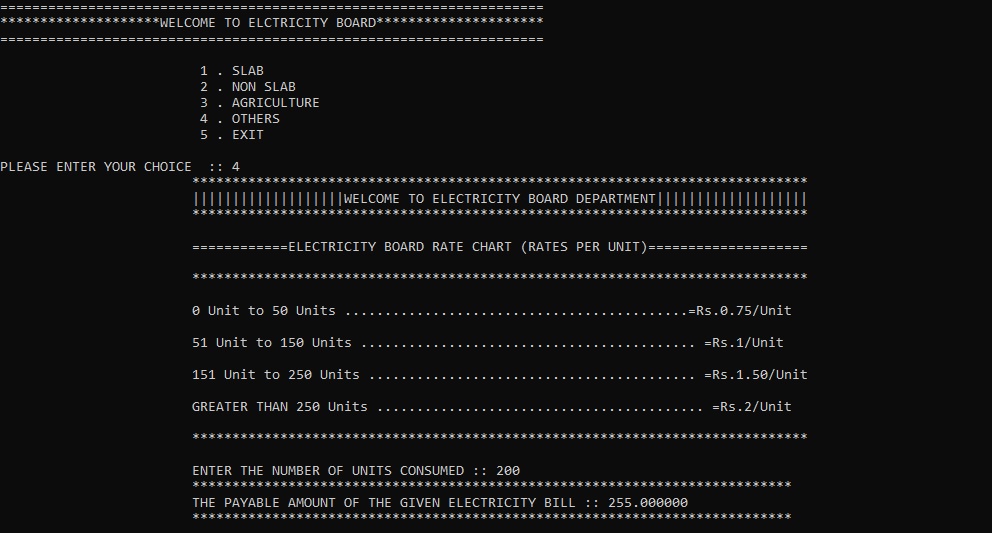 ====================================================================
********************WELCOME TO ELCTRICITY BOARD*********************
====================================================================
1 . SLAB
2 . NON SLAB
3 . AGRICULTURE
4 . OTHERS
5 . EXIT
PLEASE ENTER YOUR CHOICE  :: 4
*****************************************************************************
|||||||||||||||||||WELCOME TO ELECTRICITY BOARD DEPARTMENT|||||||||||||||||||
*****************************************************************************
============ELECTRICITY BOARD RATE CHART (RATES PER UNIT)====================
*****************************************************************************
0 Unit to 50 Units ...........................................=Rs.0.75/Unit
51 Unit to 150 Units .......................................... =Rs.1/Unit
151 Unit to 250 Units ......................................... =Rs.1.50/Unit
GREATER THAN 250 Units ......................................... =Rs.2/Unit
*****************************************************************************
ENTER THE NUMBER OF UNITS CONSUMED :: 200
***************************************************************************
THE PAYABLE AMOUNT OF THE GIVEN ELECTRICITY BILL :: 255.000000
***************************************************************************